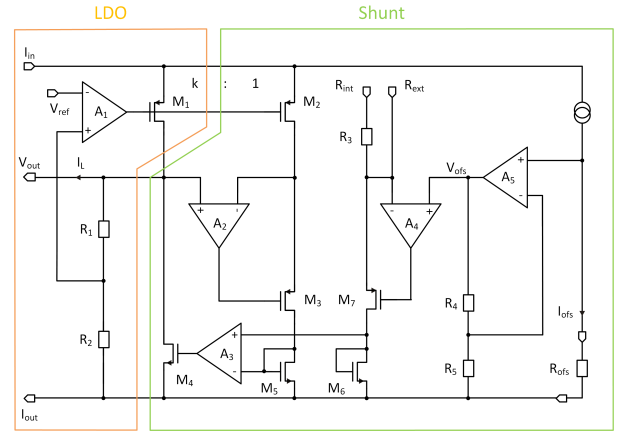 LDO
Shunt
I_in
k : 1
V_ref
- A_1 +
M_1
M_2
R_int
R_ext
R_3
V_out
I_L
V_ofs
+ A_5 -
R_1
+ - A_2
- + A_4
M_3
M_7
R_4
I_ofs
R_2
M_4
+ A_3 -
M_5
M_6
R_5
R_ofs
I_out